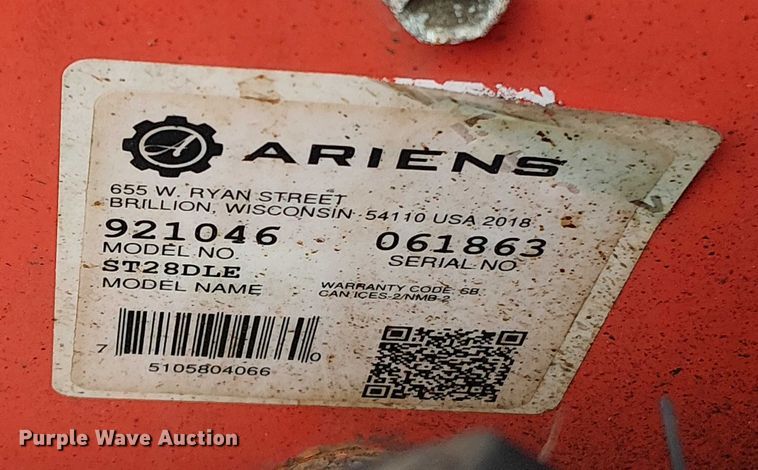 ARIENS
655 W. RYAN STREET
BRILLION, WISCONSIN 54110 USA 2018
921046 061863
MODEL NO. SERIAL NO.
ST28DLE
MODEL NAME
WARRANTY CODE: 6B
CAN ICES-2/NMB-2
7 5105804066 0
Purple Wave Auction